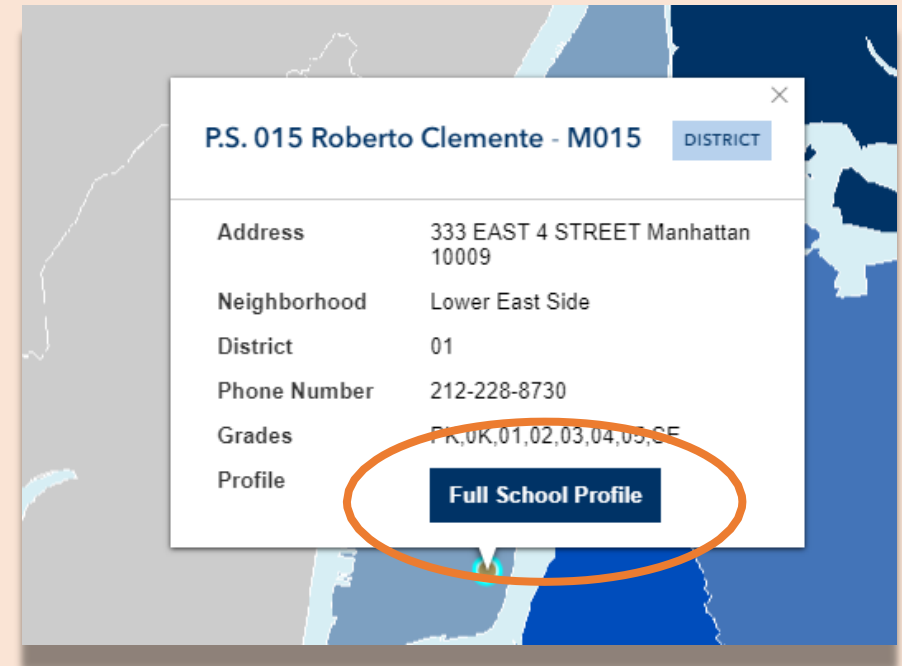 P.S. 015 Roberto Clemente - M015 DISTRICT
Address 333 EAST 4 STREET Manhattan
10009
Neighborhood Lower East Side
District 01
Phone Number 212-228-8730
Grades PK,0K,01,02,03,04,05,SE
Profile Full School Profile